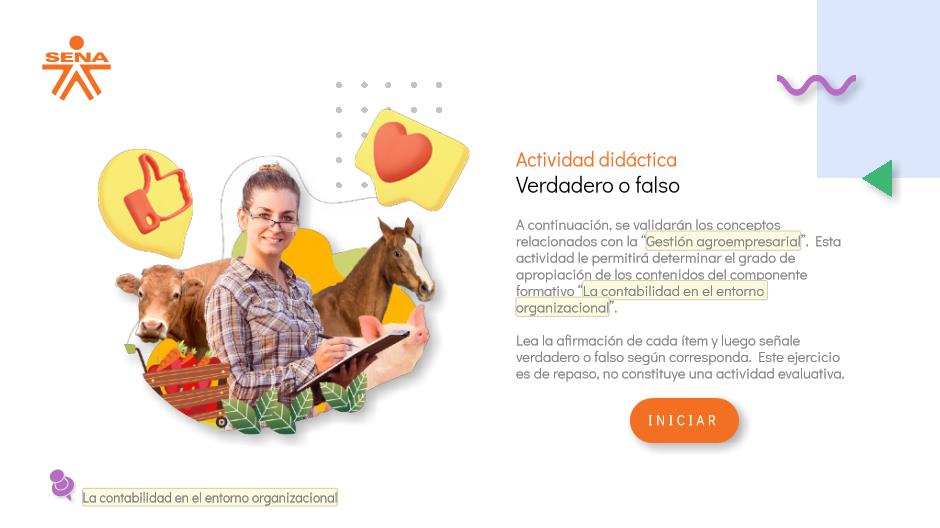 SENA
Actividad didáctica
Verdadero o falso
A continuación, se validarán los conceptos
relacionados con la “Gestión agroempresarial”. Esta
actividad le permitirá determinar el grado de
apropiación de los contenidos del componente
formativo “La contabilidad en el entorno
organizacional”.
Lea la afirmación de cada ítem y luego señale
verdadero o falso según corresponda. Este ejercicio
es de repaso, no constituye una actividad evaluativa.
INICIAR
La contabilidad en el entorno organizacional